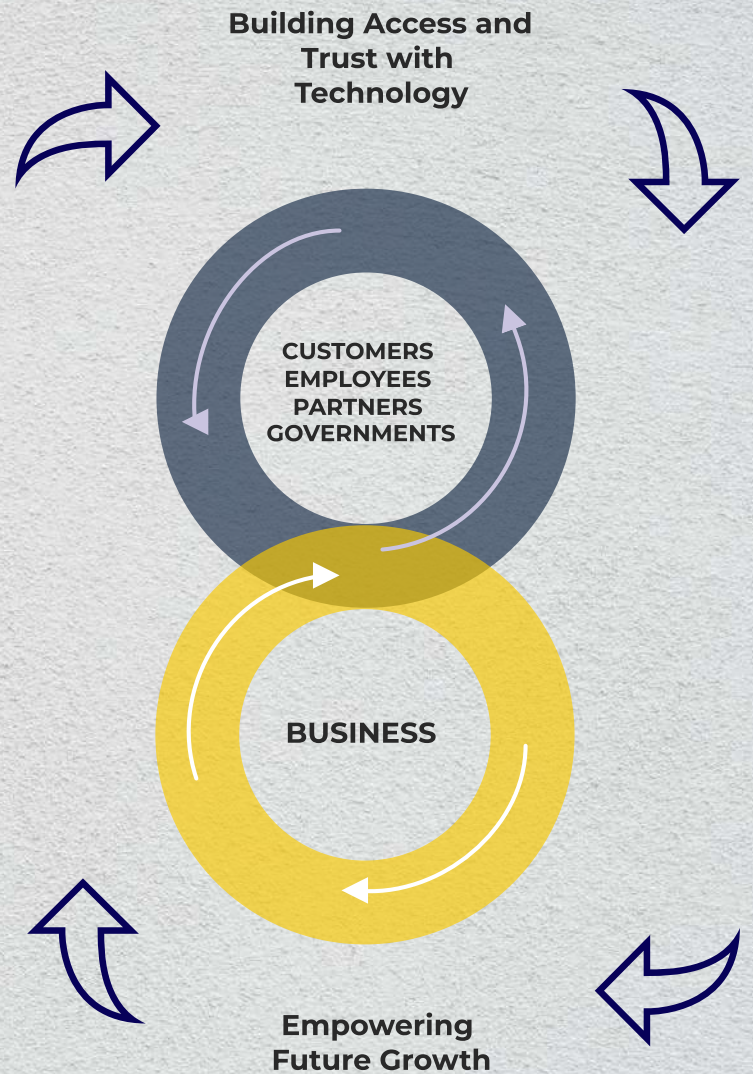 Building Access and
Trust with
Technology
CUSTOMERS
EMPLOYEES
PARTNERS
GOVERNMENTS
BUSINESS
Empowering
Future Growth